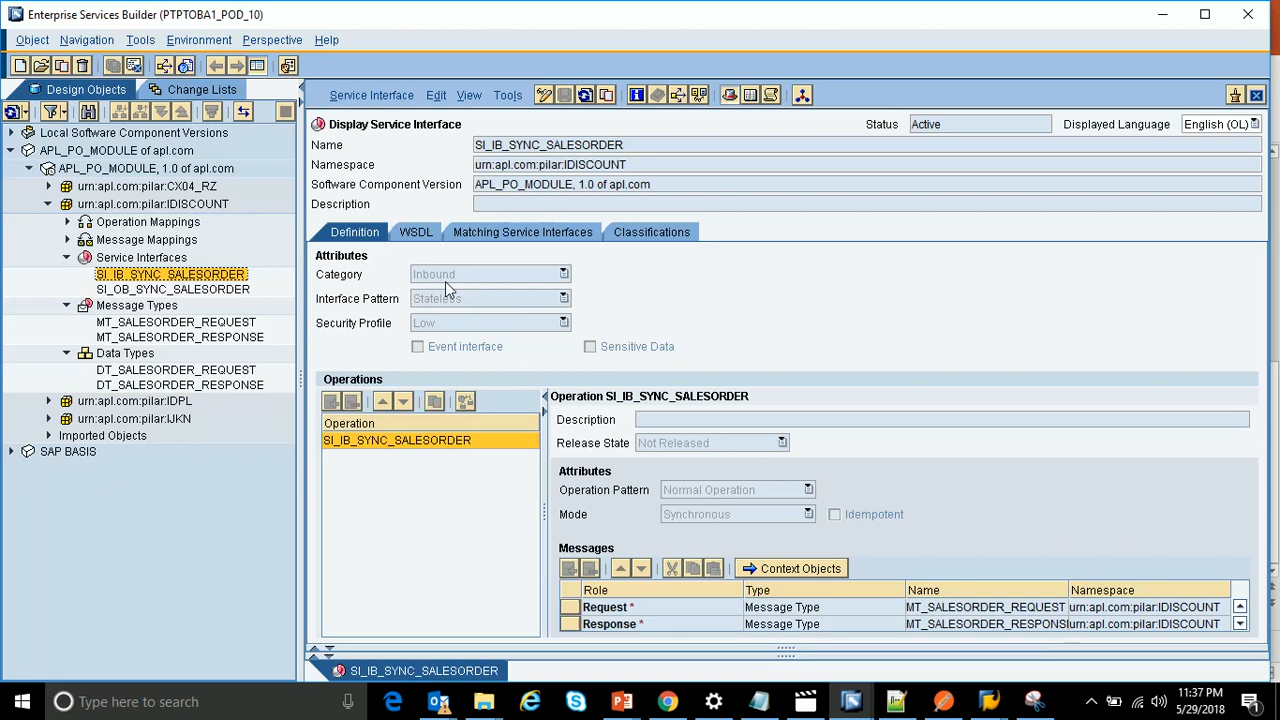 Enterprise Services Builder (PTPTOBA1_POD_10)
Object Navigation Tools Environment Perspective Help
Design Objects Change Lists
Local Software Component Versions
APL_PO_MODULE of apl.com
APL_PO_MODULE, 1.0 of apl.com
urn:apl.com:pilar:CX04_RZ
urn:apl.com:pilar:IDISCOUNT
Operation Mappings
Message Mappings
Service Interfaces
SI_IB_SYNC_SALESORDER
SI_OB_SYNC_SALESORDER
Message Types
MT_SALESORDER_REQUEST
MT_SALESORDER_RESPONSE
Data Types
DT_SALESORDER_REQUEST
DT_SALESORDER_RESPONSE
urn:apl.com:pilar:IDPL
urn:apl.com:pilar:IJKN
Imported Objects
SAP BASIS
Service Interface Edit View Tools
Display Service Interface Status Active Displayed Language English (OL)
Name SI_IB_SYNC_SALESORDER
Namespace urn:apl.com:pilar:IDISCOUNT
Software Component Version APL_PO_MODULE, 1.0 of apl.com
Description
Definition WSDL Matching Service Interfaces Classifications
Attributes
Category Inbound
Interface Pattern Stateless
Security Profile Low
Event interface Sensitive Data
Operations
Operation
SI_IB_SYNC_SALESORDER
Operation SI_IB_SYNC_SALESORDER
Description
Release State Not Released
Attributes
Operation Pattern Normal Operation
Mode Synchronous Idempotent
Messages
Context Objects
Role Type Name Namespace
Request * Message Type MT_SALESORDER_REQUEST urn:apl.com:pilar:IDISCOUNT
Response * Message Type MT_SALESORDER_RESPONS urn:apl.com:pilar:IDISCOUNT
SI_IB_SYNC_SALESORDER
Type here to search
11:37 PM
5/29/2018
1